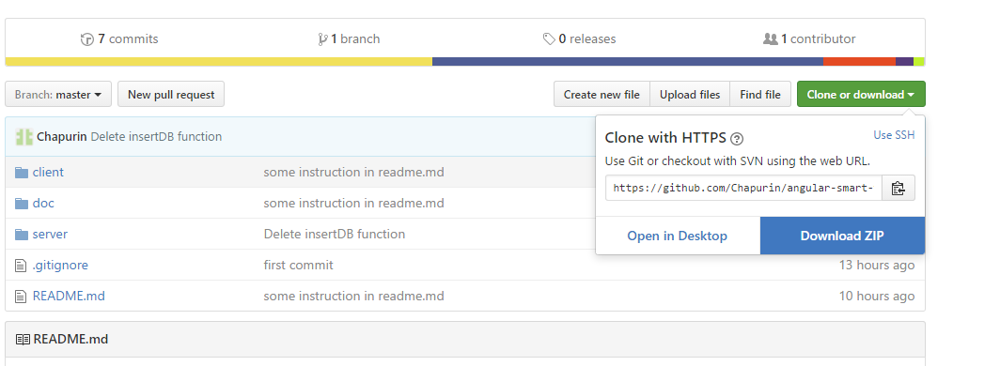 7 commits 1 branch 0 releases 1 contributor
Branch: master New pull request Create new file Upload files Find file Clone or download
Chapurin Delete insertDB function
Clone with HTTPS ? Use SSH
Use Git or checkout with SVN using the web URL.
https://github.com/Chapurin/angular-smart-
Open in Desktop Download ZIP
client some instruction in readme.md
doc some instruction in readme.md
server Delete insertDB function
.gitignore first commit 13 hours ago
README.md some instruction in readme.md 10 hours ago
README.md